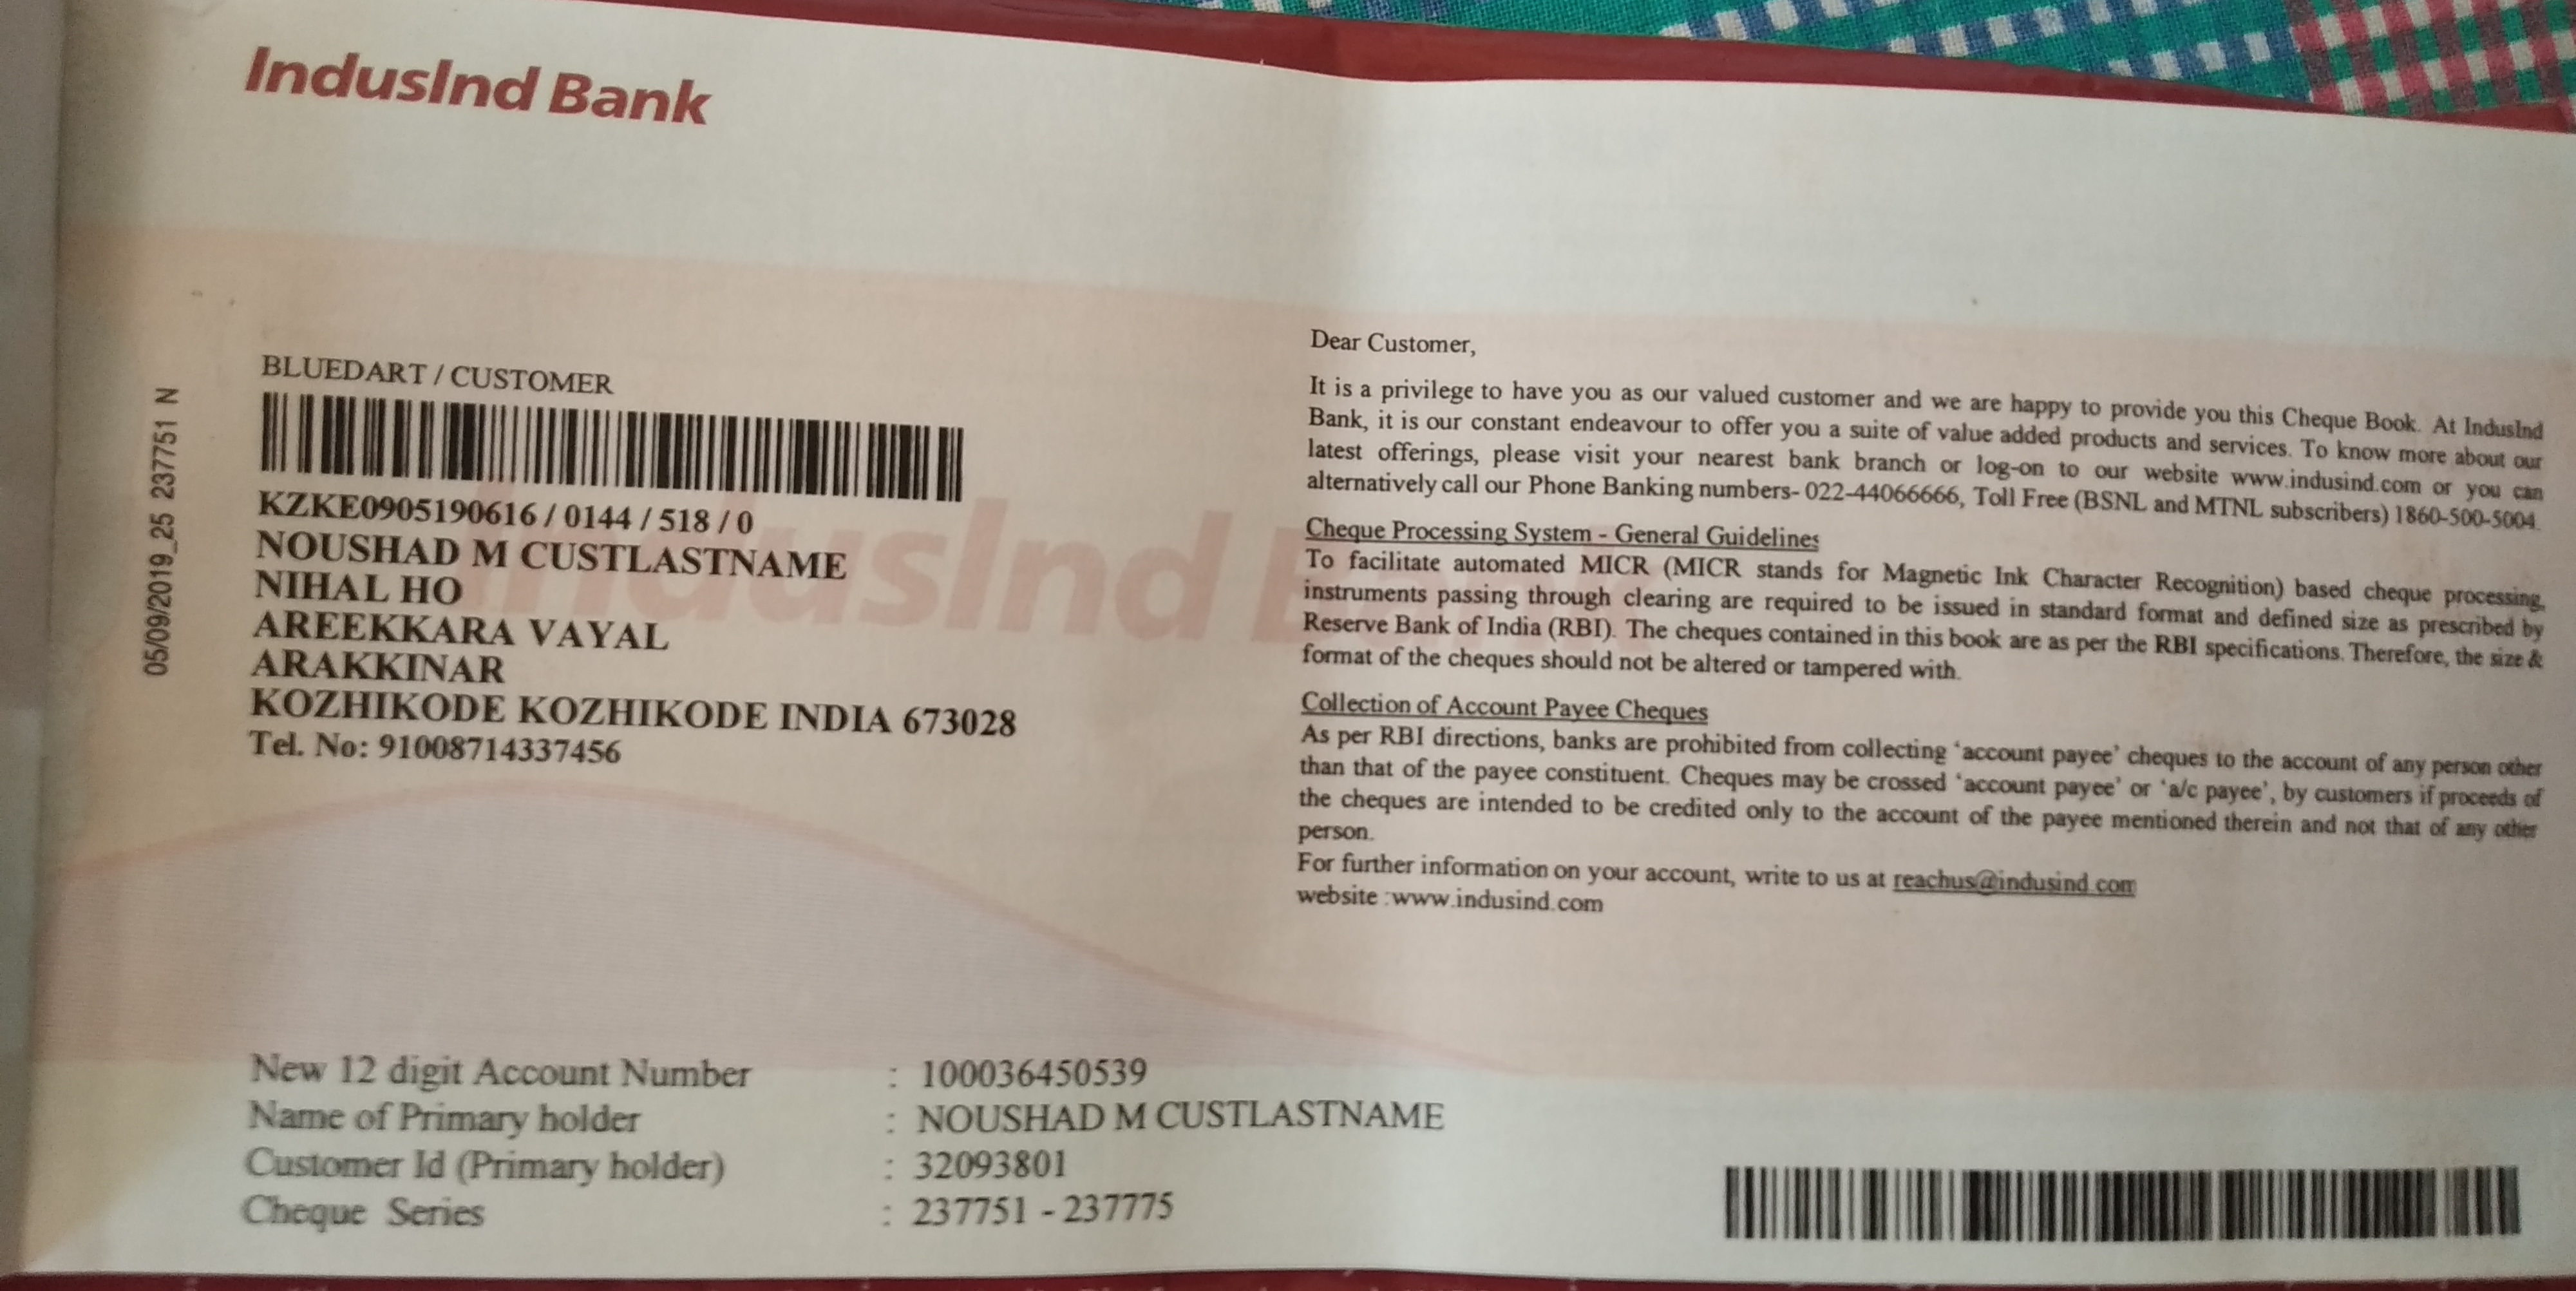 IndusInd Bank
05/09/2019_25 237751 N
BLUEDART / CUSTOMER
KZKE0905190616 / 0144 / 518 / 0
NOUSHAD M CUSTLASTNAME
NIHAL HO
AREEKKARA VAYAL
ARAKKINAR
KOZHIKODE KOZHIKODE INDIA 673028
Tel. No: 91008714337456
Dear Customer,
It is a privilege to have you as our valued customer and we are happy to provide you this Cheque Book. At IndusInd
Bank, it is our constant endeavour to offer you a suite of value added products and services. To know more about our
latest offerings, please visit your nearest bank branch or log-on to our website www.indusind.com or you can
alternatively call our Phone Banking numbers- 022-44066666, Toll Free (BSNL and MTNL subscribers) 1860-500-5004.
Cheque Processing System - General Guidelines
To facilitate automated MICR (MICR stands for Magnetic Ink Character Recognition) based cheque processing,
instruments passing through clearing are required to be issued in standard format and defined size as prescribed by
Reserve Bank of India (RBI). The cheques contained in this book are as per the RBI specifications. Therefore, the size &
format of the cheques should not be altered or tampered with.
Collection of Account Payee Cheques
As per RBI directions, banks are prohibited from collecting 'account payee' cheques to the account of any person other
than that of the payee constituent. Cheques may be crossed 'account payee' or 'a/c payee', by customers if proceeds of
the cheques are intended to be credited only to the account of the payee mentioned therein and not that of any other
person.
For further information on your account, write to us at reachus@indusind.com
website :www.indusind.com
New 12 digit Account Number : 100036450539
Name of Primary holder : NOUSHAD M CUSTLASTNAME
Customer Id (Primary holder) : 32093801
Cheque Series : 237751 - 237775